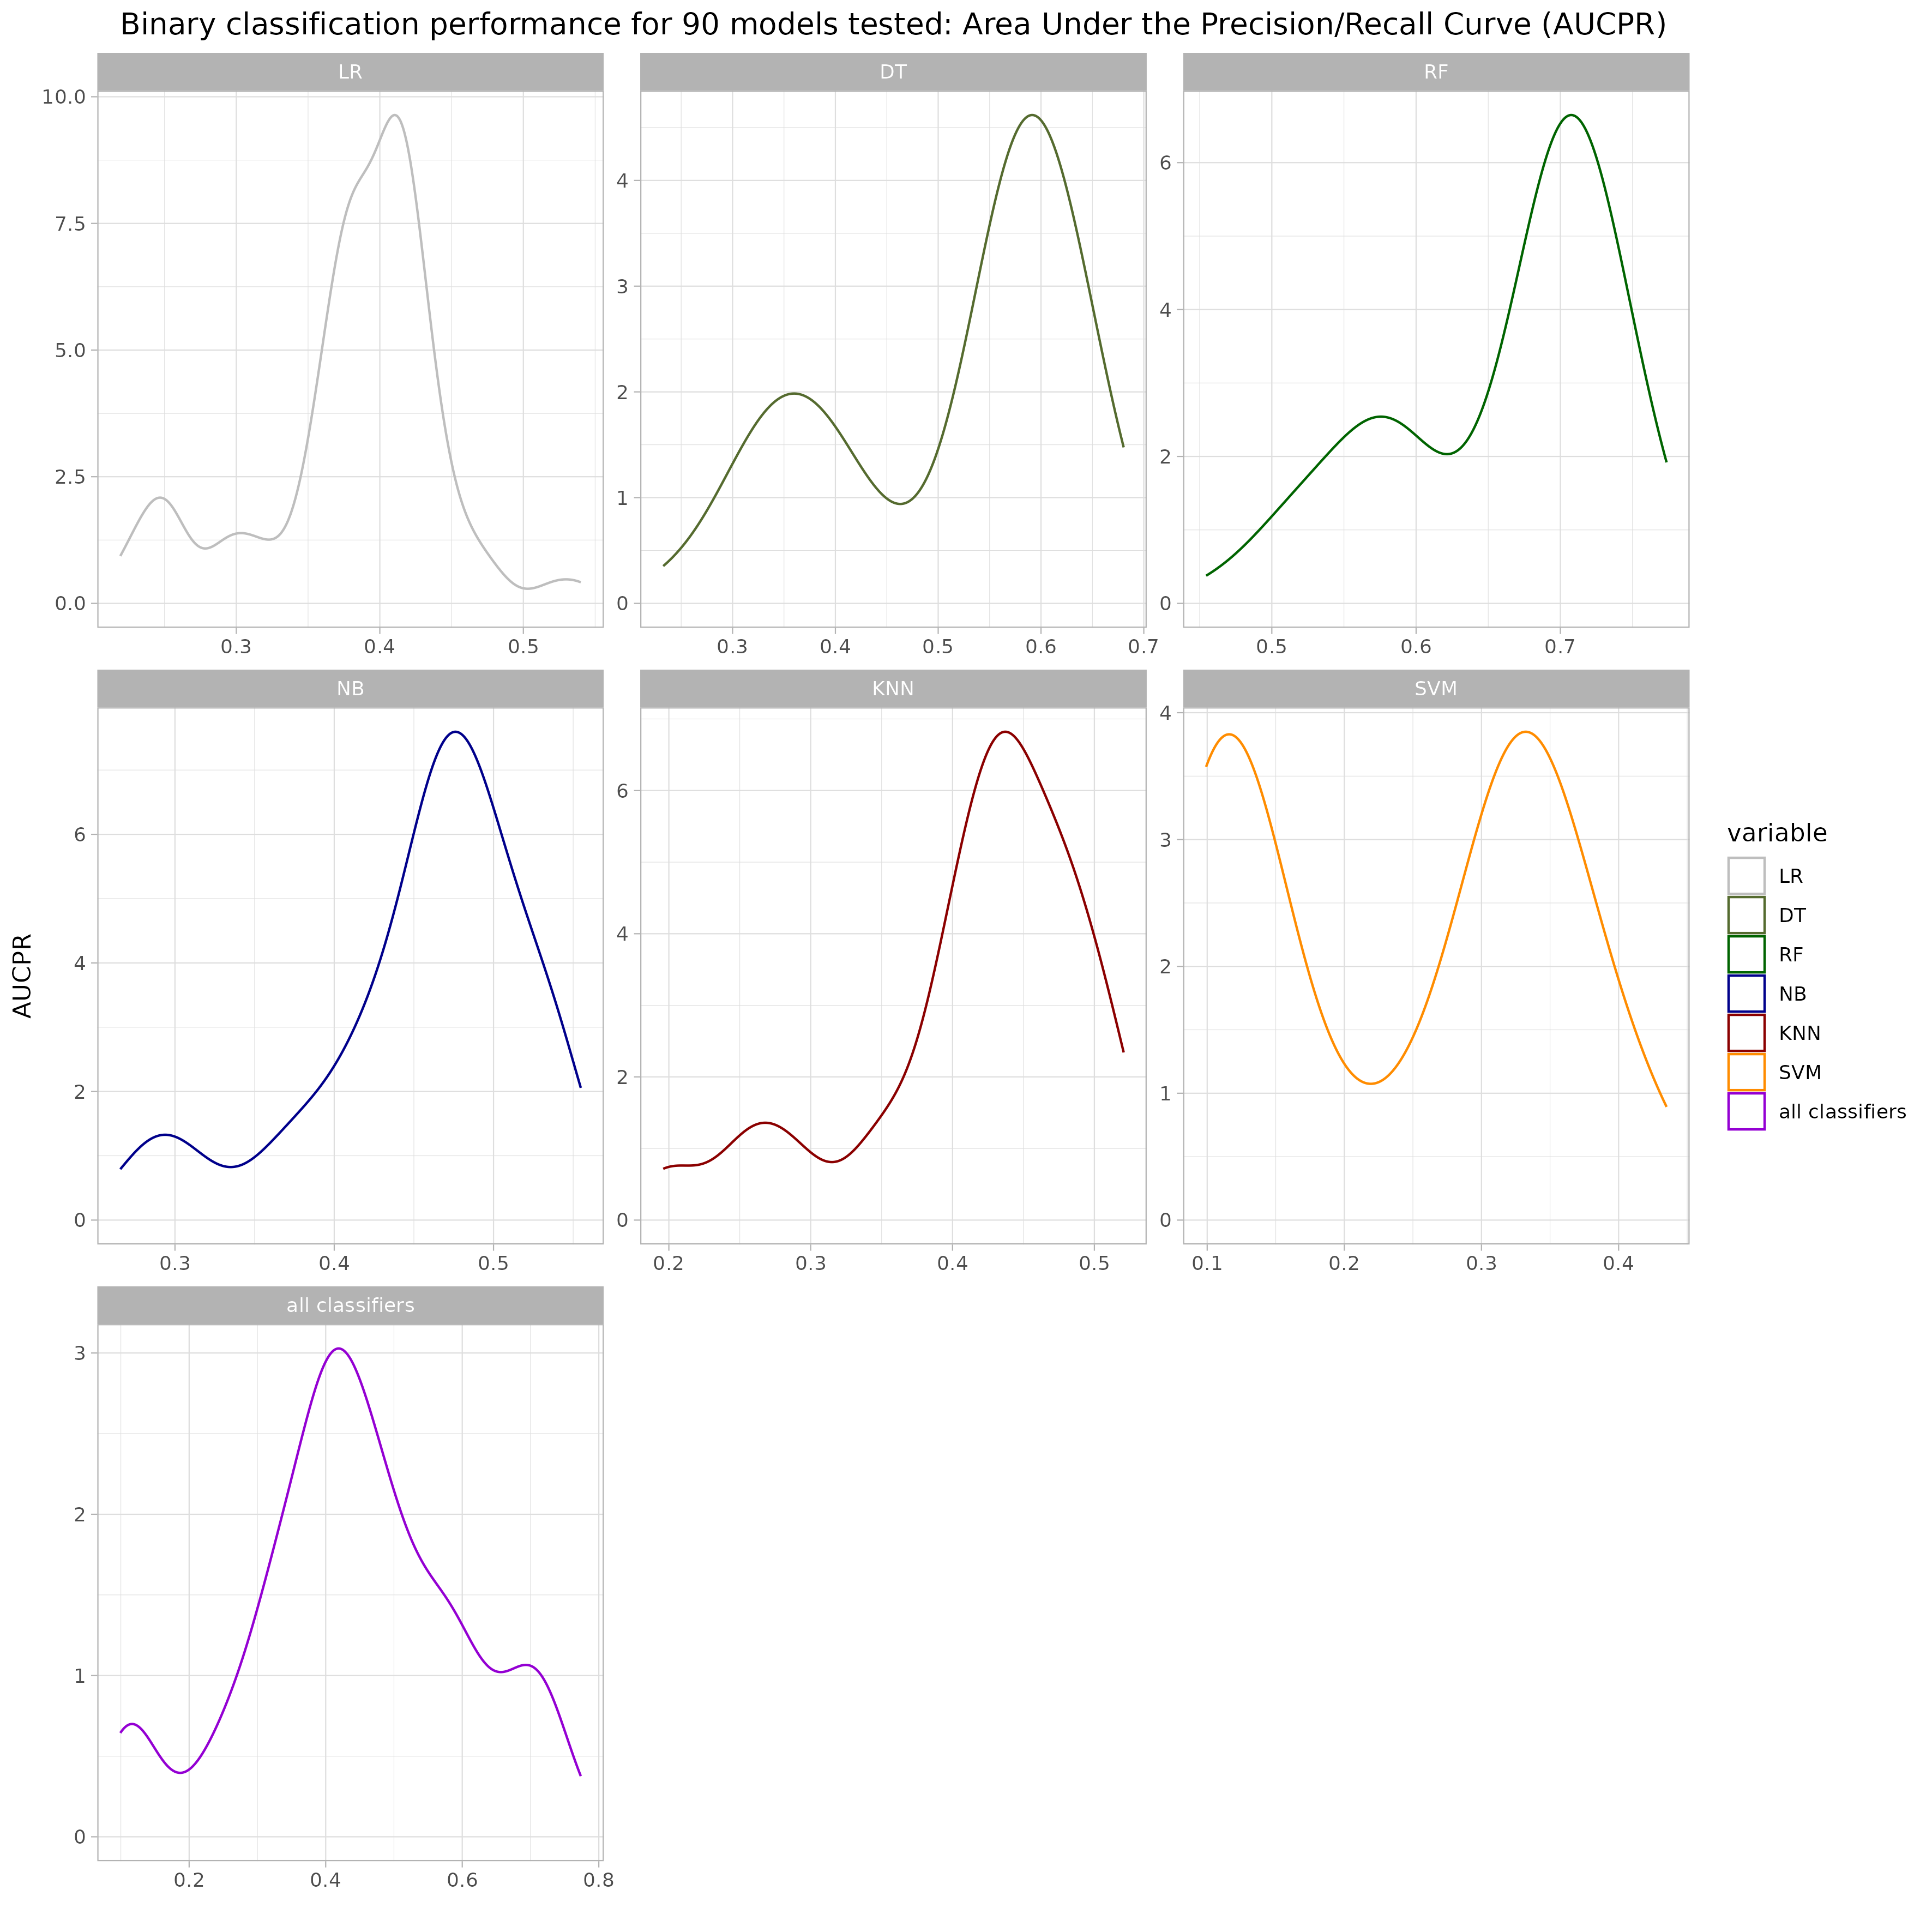 Binary classification performance for 90 models tested: Area Under the Precision/Recall Curve (AUCPR)
LR
DT
RF
10.0
7.5
5.0
2.5
0.0
0.3 0.4 0.5
4
3
2
1
0
0.3 0.4 0.5 0.6 0.7
6
4
2
0
0.5 0.6 0.7
NB
KNN
SVM
6
4
2
0
0.3 0.4 0.5
6
4
2
0
0.2 0.3 0.4 0.5
4
3
2
1
0
0.1 0.2 0.3 0.4
all classifiers
3
2
1
0
0.2 0.4 0.6 0.8
AUCPR
variable
LR
DT
RF
NB
KNN
SVM
all classifiers